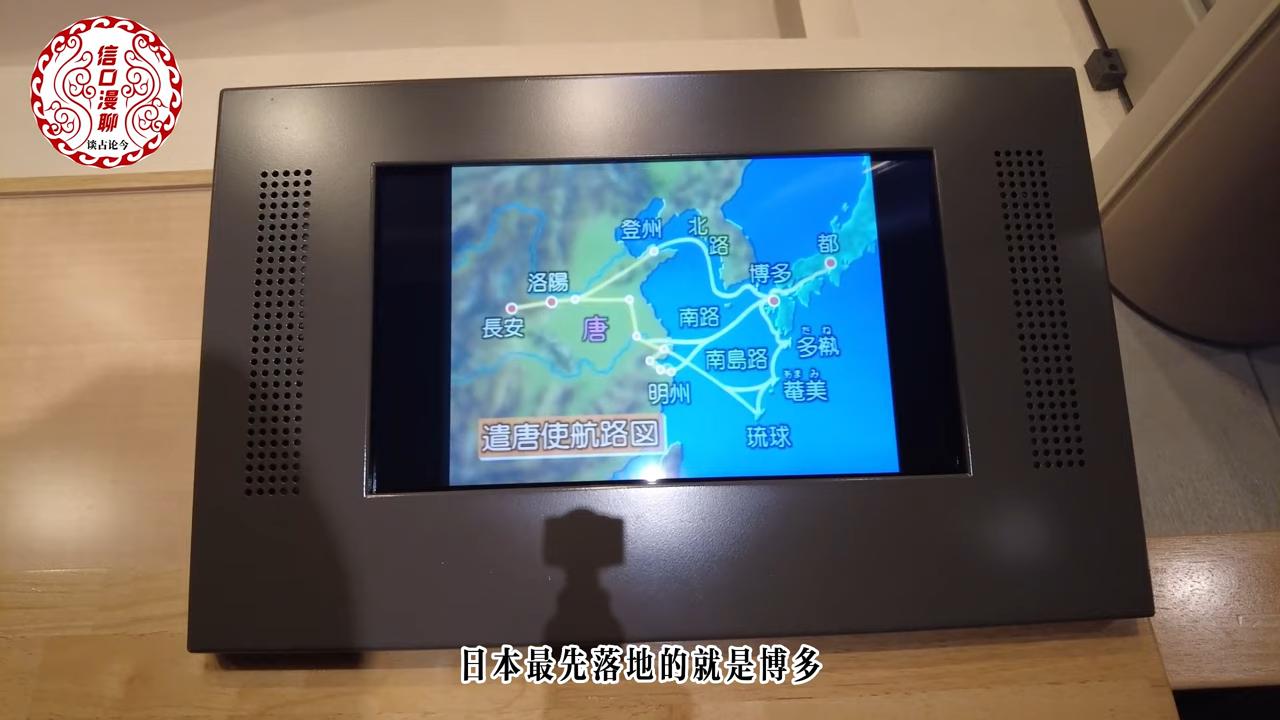 信口漫聊
谈古论今
登州
北路
都
洛陽
博多
長安
唐
南路
たね
多褹
南島路
あまみ
奄美
明州
琉球
遣唐使航路図
日本最先落地的就是博多